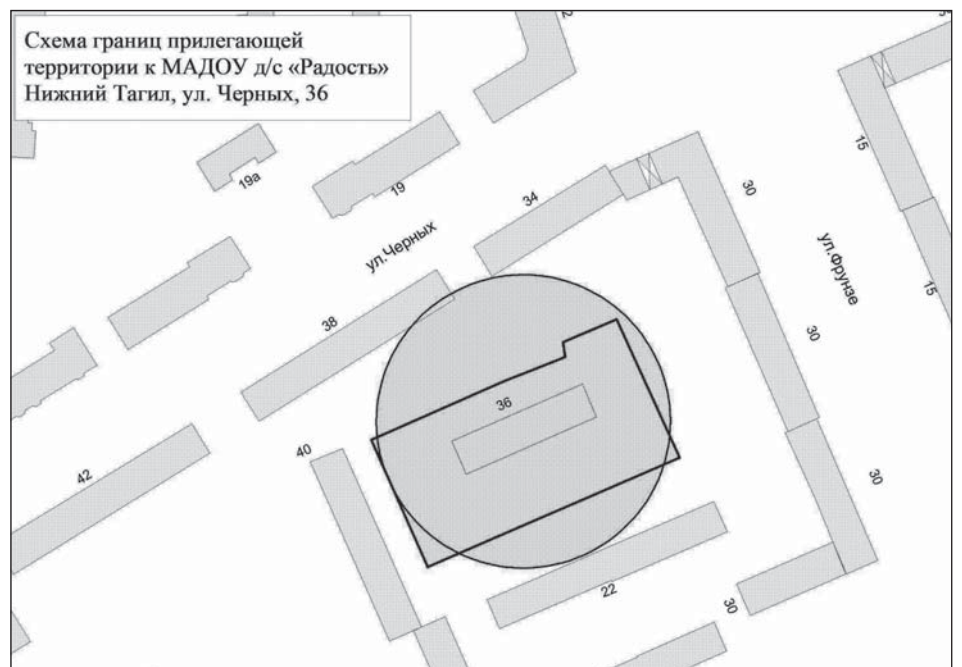 Схема границ прилегающей
территории к МАДОУ д/с «Радость»
Нижний Тагил, ул. Черных, 36
19а
19
34
ул.Черных
30
15
ул.Фрунзе
15
38
30
36
40
42
30
22
30